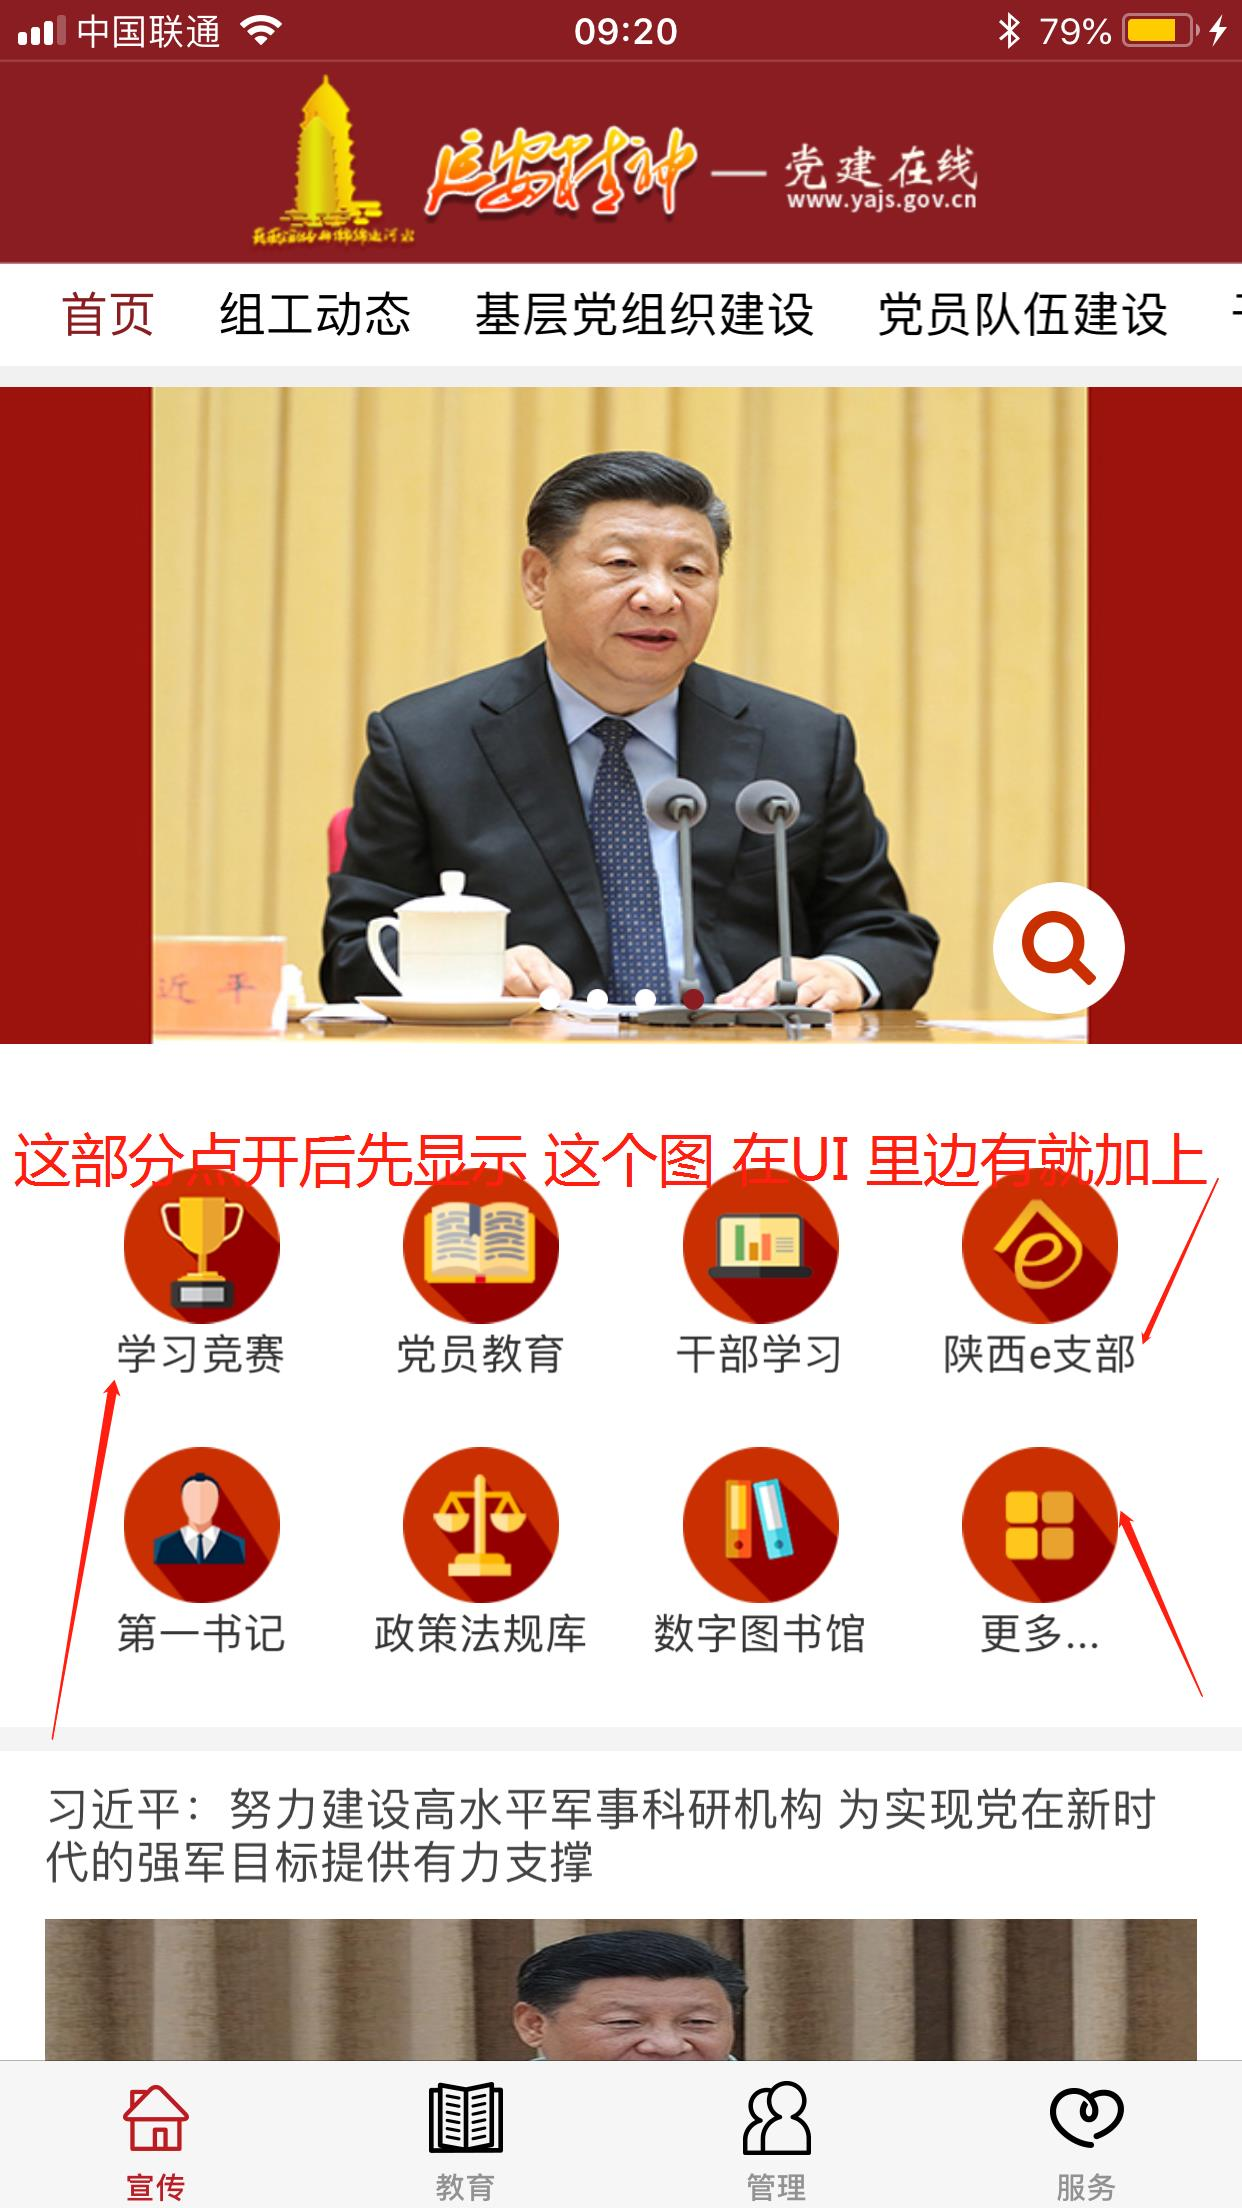 中国联通
09:20
79%
延安精神
党建在线
www.yajs.gov.cn
首页
组工动态
基层党组织建设
党员队伍建设
近平
这部分点开后先显示 这个图 在UI 里边有就加上
学习竞赛
党员教育
干部学习
陕西e支部
第一书记
政策法规库
数字图书馆
更多...
习近平：努力建设高水平军事科研机构 为实现党在新时
代的强军目标提供有力支撑
宣传
教育
管理
服务